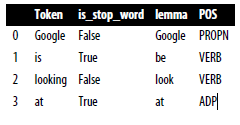 Token is_stop_word lemma POS
0 Google False Google PROPN
1 is True be VERB
2 looking False look VERB
3 at True at ADP